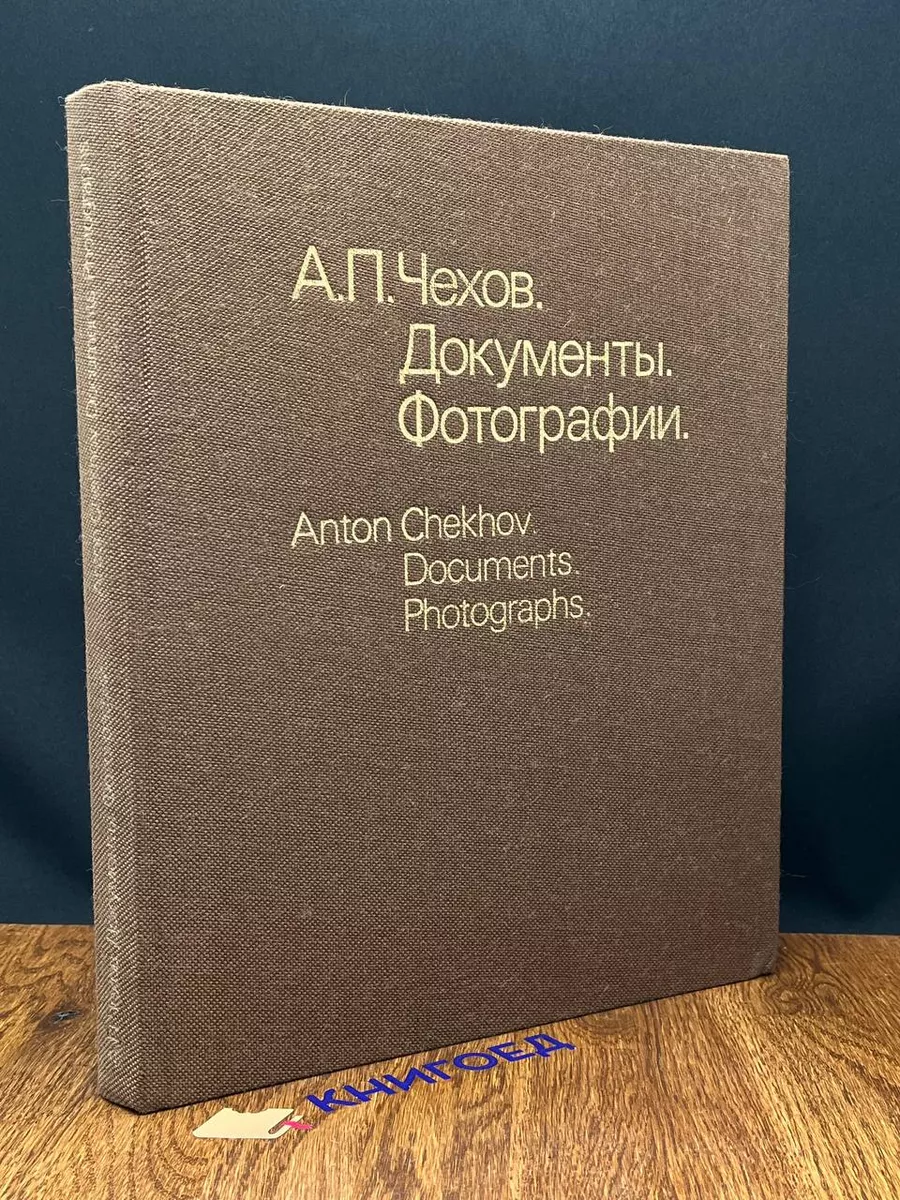 А.П.Чехов.
Документы.
Фотографии.
Anton Chekhov.
Documents.
Photographs.
КНИГОЕД